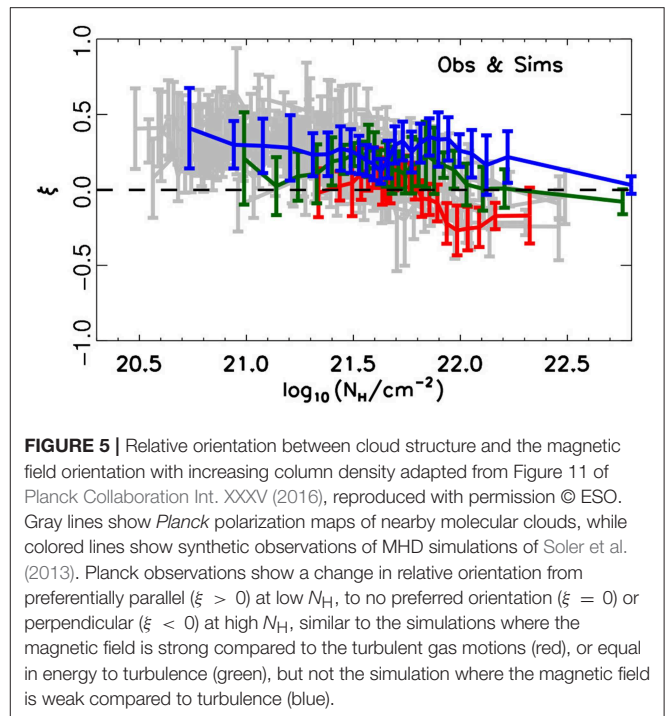 1.0
Obs & Sims
0.5
0.0
−0.5
−1.0
ξ
20.5 21.0 21.5 22.0 22.5
log₁₀(N_H/cm⁻²)
FIGURE 5 | Relative orientation between cloud structure and the magnetic
field orientation with increasing column density adapted from Figure 11 of
Planck Collaboration Int. XXXV (2016), reproduced with permission © ESO.
Gray lines show Planck polarization maps of nearby molecular clouds, while
colored lines show synthetic observations of MHD simulations of Soler et al.
(2013). Planck observations show a change in relative orientation from
preferentially parallel (ξ > 0) at low N_H, to no preferred orientation (ξ = 0) or
perpendicular (ξ < 0) at high N_H, similar to the simulations where the
magnetic field is strong compared to the turbulent gas motions (red), or equal
in energy to turbulence (green), but not the simulation where the magnetic field
is weak compared to turbulence (blue).